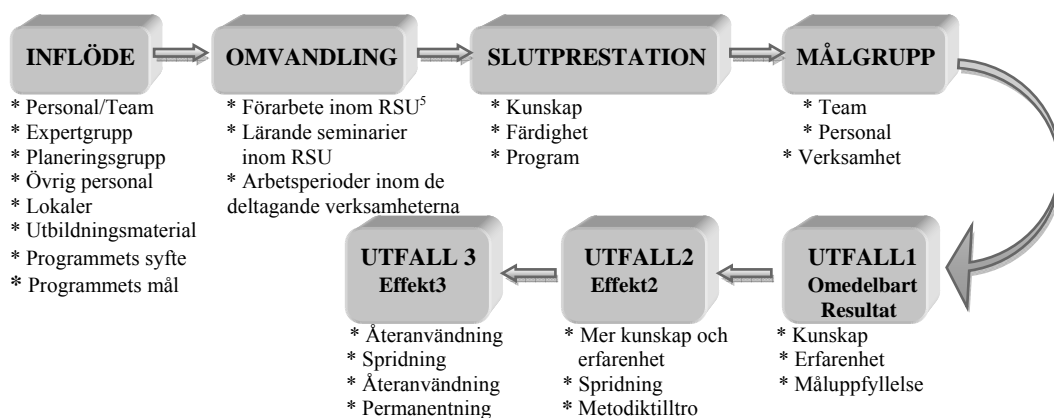 INFLÖDE
* Personal/Team
* Expertgrupp
* Planeringsgrupp
* Övrig personal
* Lokaler
* Utbildningsmaterial
* Programmets syfte
* Programmets mål
OMVANDLING
* Förarbete inom RSU⁵
* Lärande seminarier
inom RSU
* Arbetsperioder inom de
deltagande verksamheterna
SLUTPRESTATION
* Kunskap
* Färdighet
* Program
MÅLGRUPP
* Team
* Personal
* Verksamhet
UTFALL1
Omedelbart
Resultat
* Kunskap
* Erfarenhet
* Måluppfyllelse
UTFALL2
Effekt2
* Mer kunskap och
erfarenhet
* Spridning
* Metodiktilltro
UTFALL 3
Effekt3
* Återanvändning
* Spridning
* Återanvändning
* Permanentning